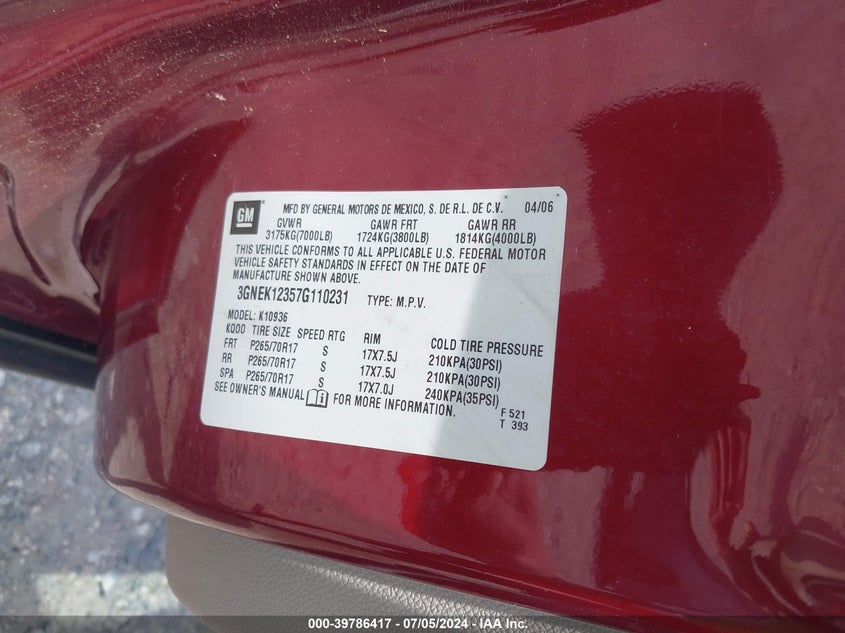 GM
MFD BY GENERAL MOTORS DE MEXICO, S. DE R.L. DE C.V. 04/06
GVWR GAWR FRT GAWR RR
3175KG(7000LB) 1724KG(3800LB) 1814KG(4000LB)
THIS VEHICLE CONFORMS TO ALL APPLICABLE U.S. FEDERAL MOTOR
VEHICLE SAFETY STANDARDS IN EFFECT ON THE DATE OF
MANUFACTURE SHOWN ABOVE.
3GNEK12357G110231 TYPE: M.P.V.
MODEL: K10936
KQOO TIRE SIZE SPEED RTG RIM COLD TIRE PRESSURE
FRT P265/70R17 S 17X7.5J 210KPA(30PSI)
RR P265/70R17 S 17X7.5J 210KPA(30PSI)
SPA P265/70R17 S 17X7.0J 240KPA(35PSI)
SEE OWNER'S MANUAL i FOR MORE INFORMATION.
F 521
T 393
000-39786417 - 07/05/2024 - IAA Inc.